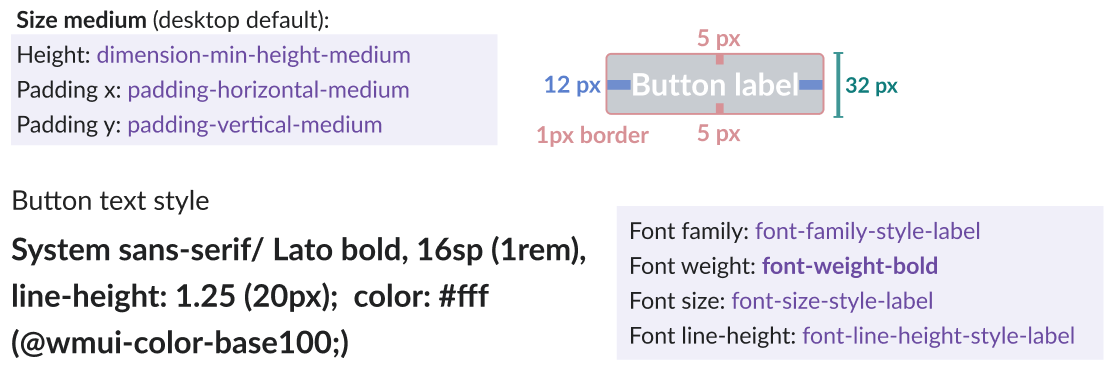 Size medium (desktop default):
Height: dimension-min-height-medium
Padding x: padding-horizontal-medium
Padding y: padding-vertical-medium
5 px
12 px
Button label
32 px
1px border
5 px
Button text style
System sans-serif/ Lato bold, 16sp (1rem),
line-height: 1.25 (20px);  color: #fff
(@wmui-color-base100;)
Font family: font-family-style-label
Font weight: font-weight-bold
Font size: font-size-style-label
Font line-height: font-line-height-style-label